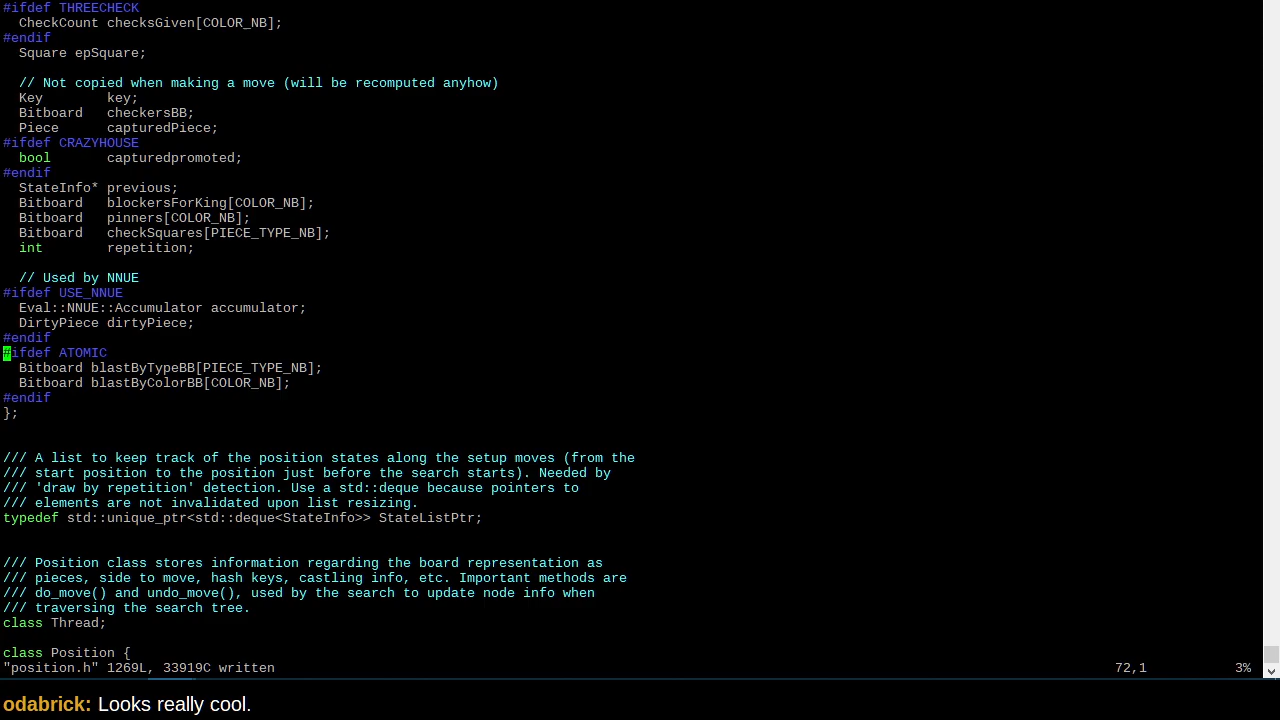 #ifdef THREECHECK
  CheckCount checksGiven[COLOR_NB];
#endif
  Square epSquare;

  // Not copied when making a move (will be recomputed anyhow)
  Key        key;
  Bitboard   checkersBB;
  Piece      capturedPiece;
#ifdef CRAZYHOUSE
  bool       capturedpromoted;
#endif
  StateInfo* previous;
  Bitboard   blockersForKing[COLOR_NB];
  Bitboard   pinners[COLOR_NB];
  Bitboard   checkSquares[PIECE_TYPE_NB];
  int        repetition;

  // Used by NNUE
#ifdef USE_NNUE
  Eval::NNUE::Accumulator accumulator;
  DirtyPiece dirtyPiece;
#endif
#ifdef ATOMIC
  Bitboard blastByTypeBB[PIECE_TYPE_NB];
  Bitboard blastByColorBB[COLOR_NB];
#endif
};


/// A list to keep track of the position states along the setup moves (from the
/// start position to the position just before the search starts). Needed by
/// 'draw by repetition' detection. Use a std::deque because pointers to
/// elements are not invalidated upon list resizing.
typedef std::unique_ptr<std::deque<StateInfo>> StateListPtr;


/// Position class stores information regarding the board representation as
/// pieces, side to move, hash keys, castling info, etc. Important methods are
/// do_move() and undo_move(), used by the search to update node info when
/// traversing the search tree.
class Thread;

class Position {
"position.h" 1269L, 33919C written 72,1 3%
odabrick: Looks really cool.